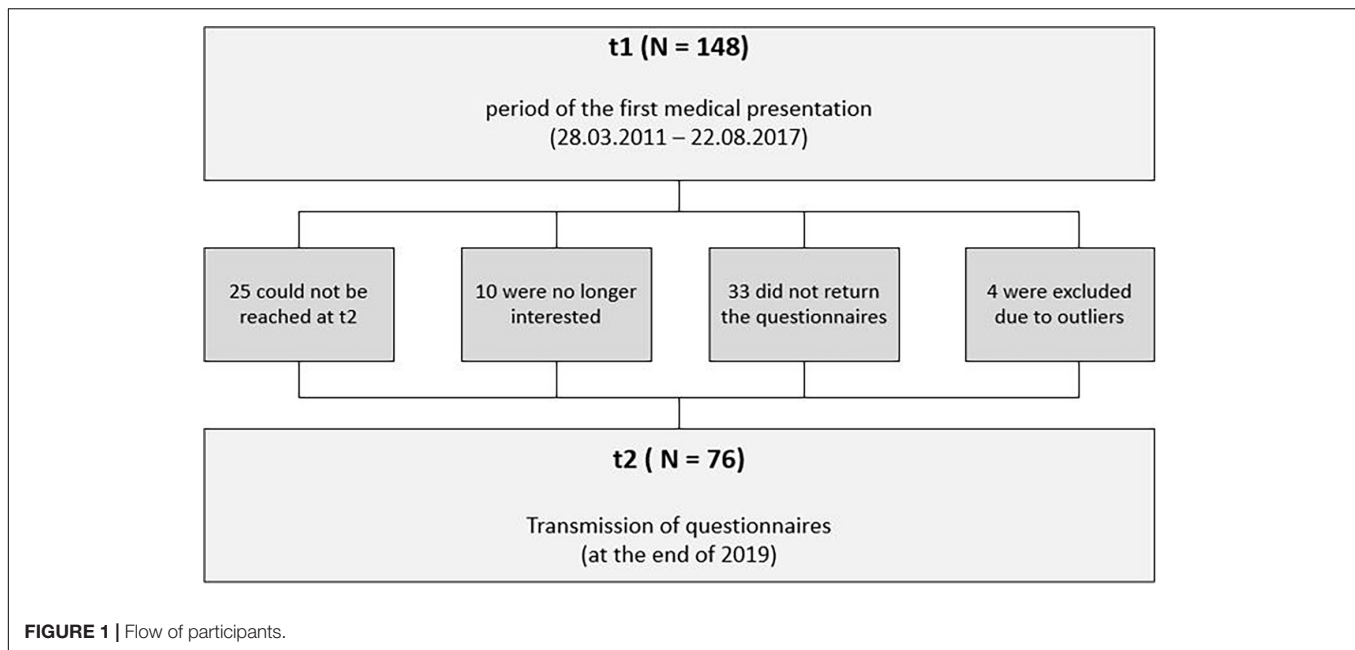 t1 (N = 148)
period of the first medical presentation
(28.03.2011 – 22.08.2017)
25 could not be
reached at t2
10 were no longer
interested
33 did not return
the questionnaires
4 were excluded
due to outliers
t2 ( N = 76)
Transmission of questionnaires
(at the end of 2019)
FIGURE 1 | Flow of participants.